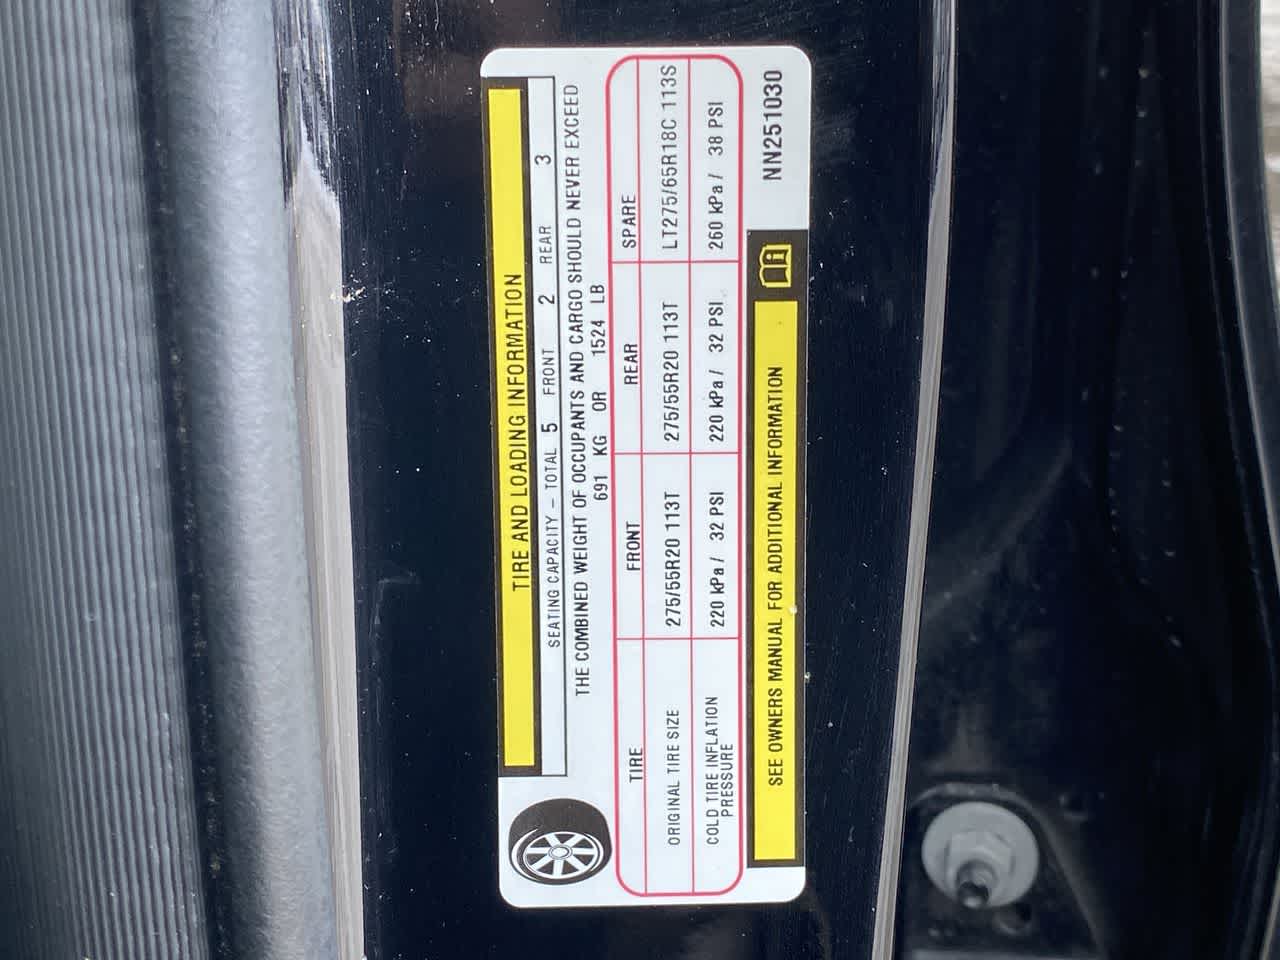 TIRE AND LOADING INFORMATION
SEATING CAPACITY – TOTAL 5 FRONT 2 REAR 3
THE COMBINED WEIGHT OF OCCUPANTS AND CARGO SHOULD NEVER EXCEED
691 KG OR 1524 LB
TIRE FRONT REAR SPARE
ORIGINAL TIRE SIZE 275/55R20 113T 275/55R20 113T LT275/65R18C 113S
COLD TIRE INFLATION PRESSURE 220 kPa / 32 PSI 220 kPa / 32 PSI 260 kPa / 38 PSI
SEE OWNERS MANUAL FOR ADDITIONAL INFORMATION
NN251030